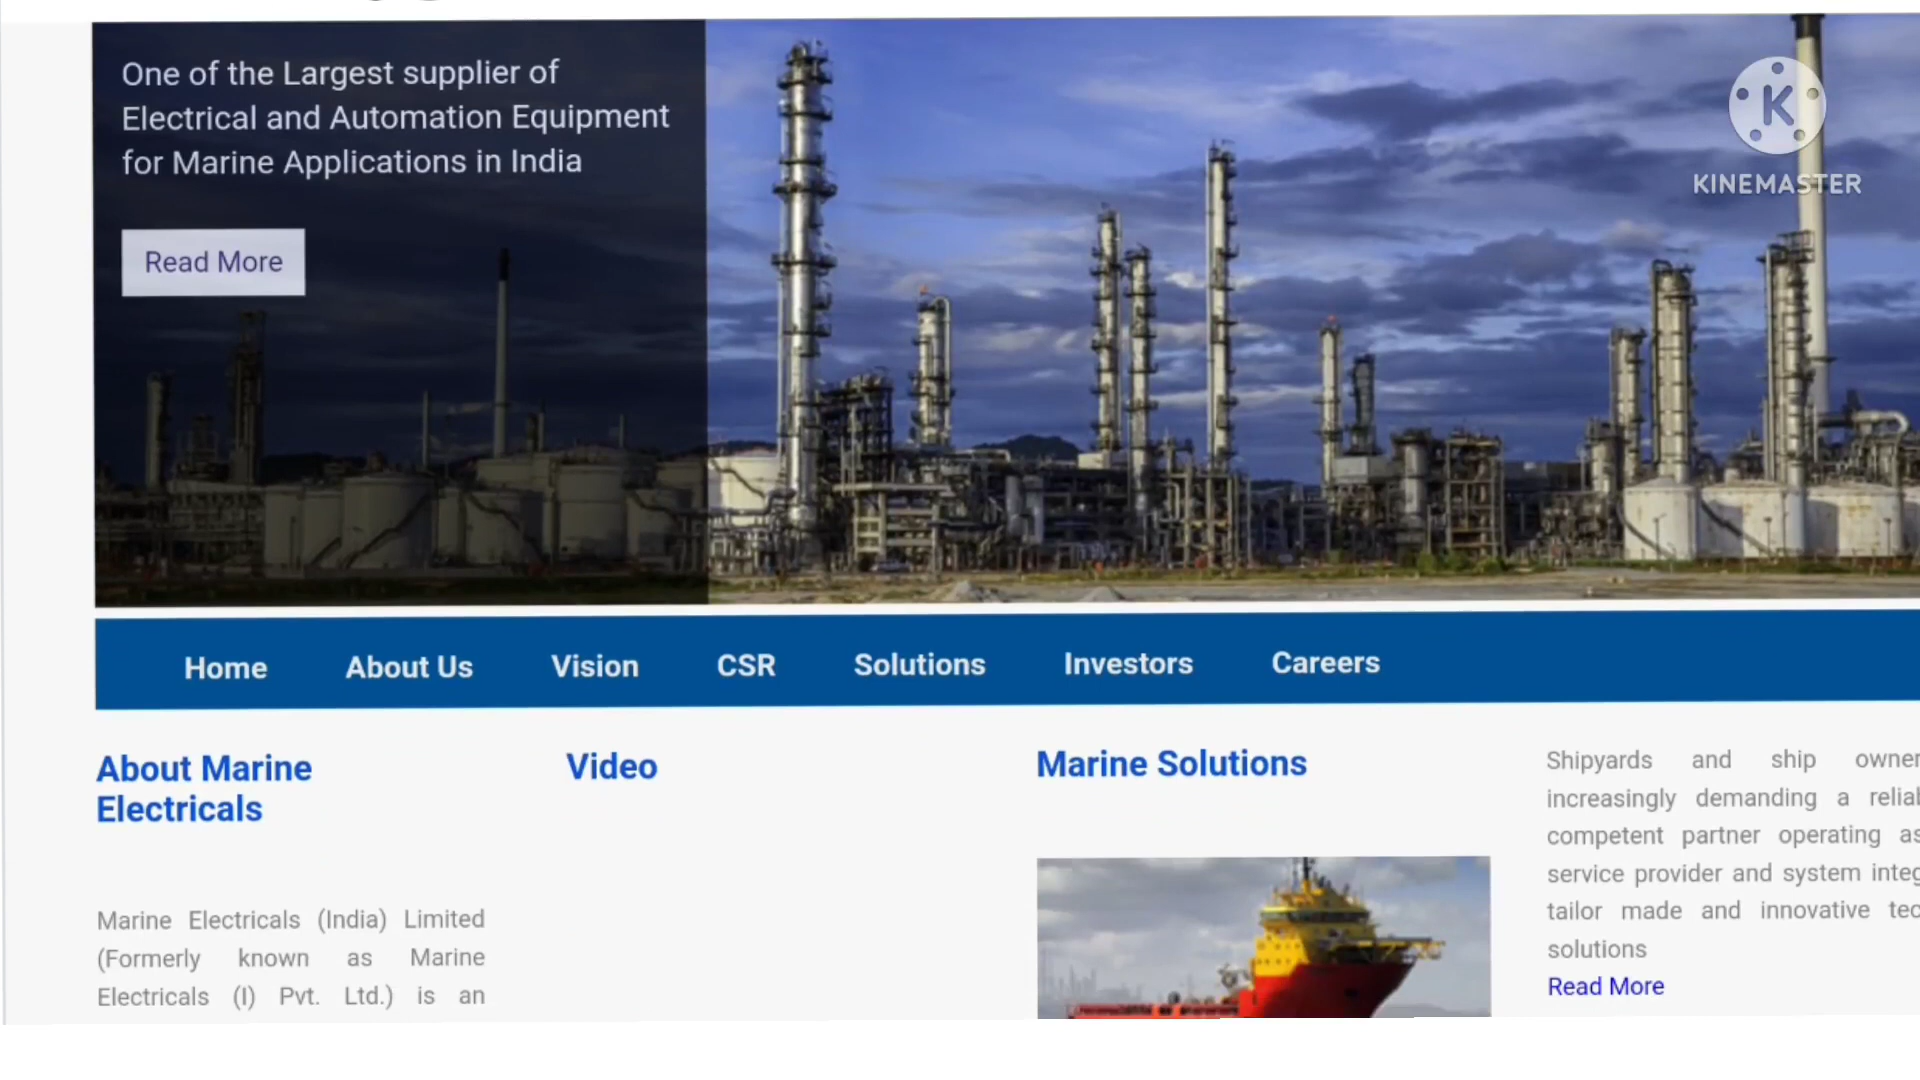 One of the Largest supplier of
Electrical and Automation Equipment
for Marine Applications in India
Read More
K
KINEMASTER
Home About Us Vision CSR Solutions Investors Careers
About Marine
Electricals
Marine Electricals (India) Limited
(Formerly known as Marine
Electricals (I) Pvt. Ltd.) is an
Video
Marine Solutions
Shipyards and ship
increasingly demanding a
competent partner operating
service provider and system
tailor made and innovative
solutions
Read More